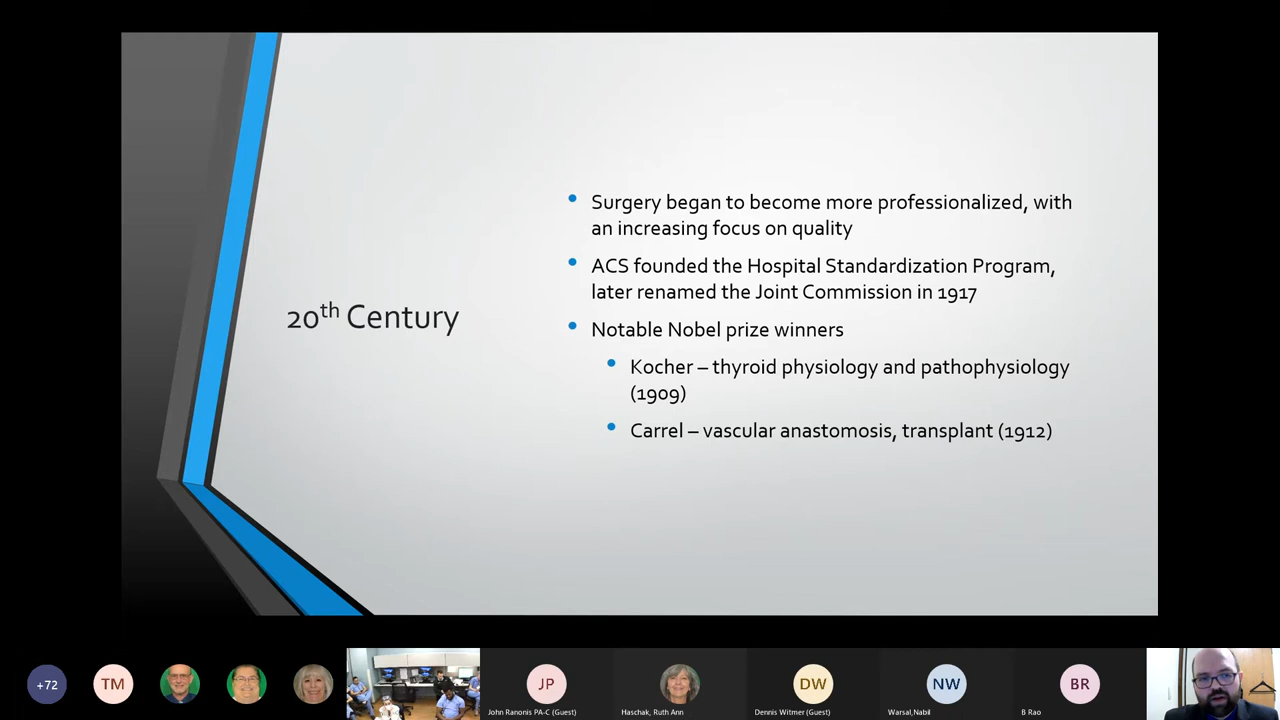 20th Century
Surgery began to become more professionalized, with
an increasing focus on quality
ACS founded the Hospital Standardization Program,
later renamed the Joint Commission in 1917
Notable Nobel prize winners
Kocher – thyroid physiology and pathophysiology
(1909)
Carrel – vascular anastomosis, transplant (1912)
+72
TM
JP
John Ranonis PA-C (Guest)
Haschak, Ruth Ann
DW
Dennis Witmer (Guest)
NW
Warsal,Nabil
BR
B Rao